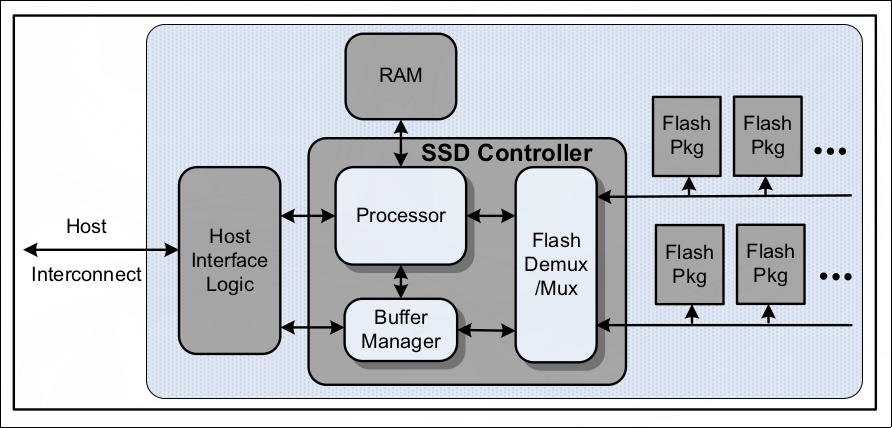 RAM
SSD Controller
Flash
Pkg
Flash
Pkg
Host
Interconnect
Host
Interface
Logic
Processor
Buffer
Manager
Flash
Demux
/Mux
Flash
Pkg
Flash
Pkg